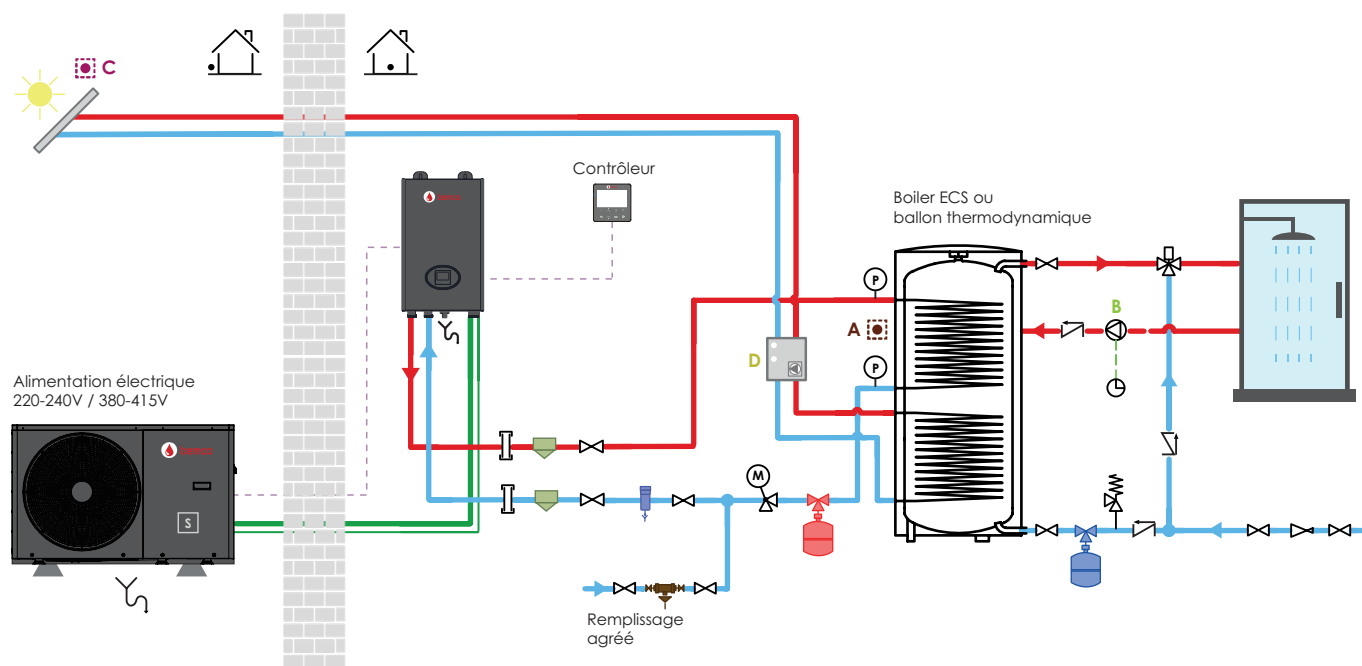 C
Contrôleur
Boiler ECS ou
ballon thermodynamique
P
B
A
D
P
Alimentation électrique
220-240V / 380-415V
M
S
Remplissage
agréé